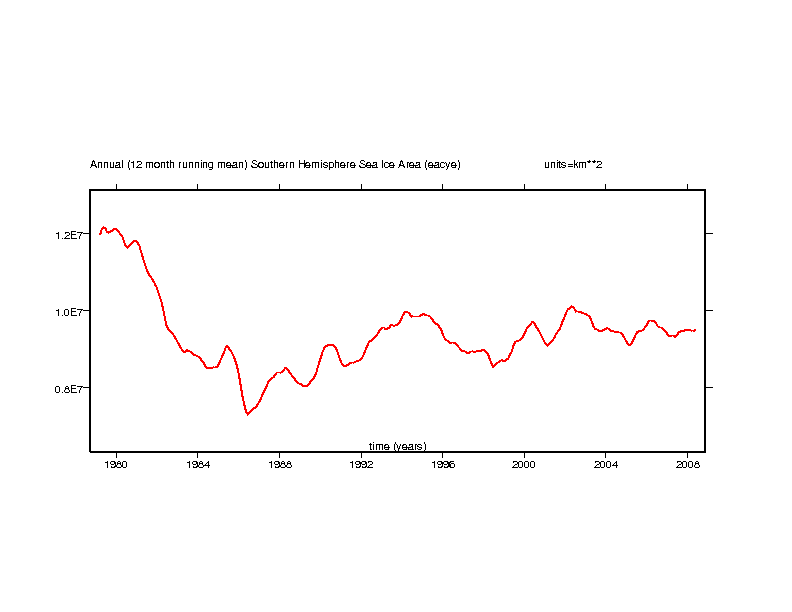 Annual (12 month running mean) Southern Hemisphere Sea Ice Area (eacye) units=km**2
1.2E7
1.0E7
0.8E7
time (years)
1980 1984 1988 1992 1996 2000 2004 2008